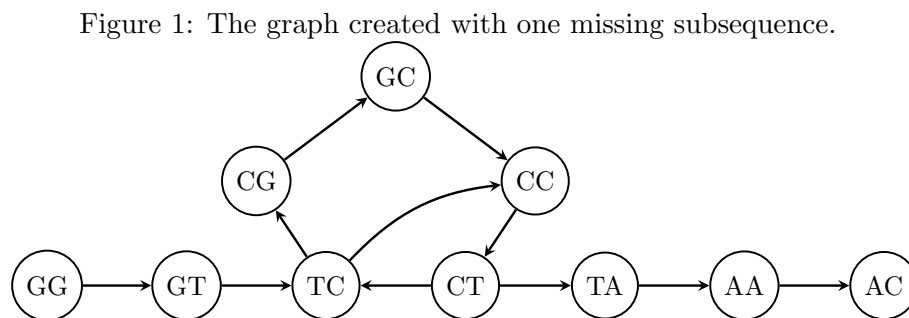 Figure 1: The graph created with one missing subsequence.
GC
CG
CC
GG
GT
TC
CT
TA
AA
AC